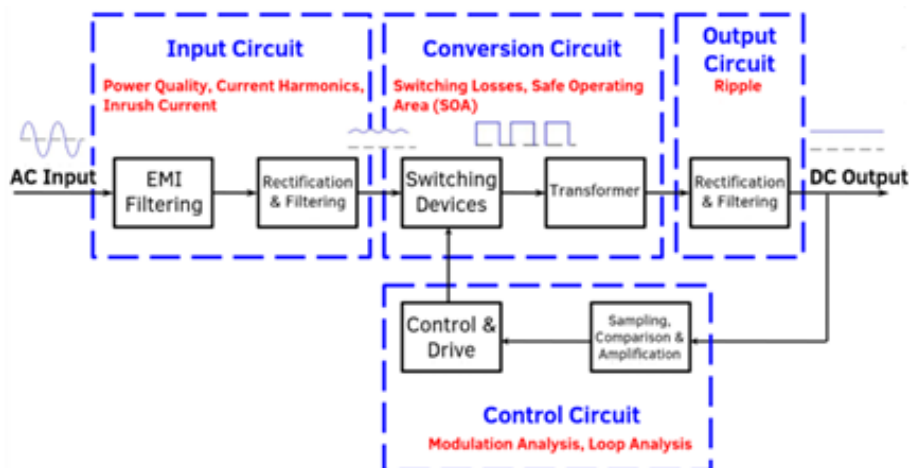 Input Circuit
Power Quality, Current Harmonics,
Inrush Current
Conversion Circuit
Switching Losses, Safe Operating
Area (SOA)
Output
Circuit
Ripple
AC Input
EMI
Filtering
Rectification
& Filtering
Switching
Devices
Transformer
Rectification
& Filtering
DC Output
Control &
Drive
Sampling,
Comparison &
Amplification
Control Circuit
Modulation Analysis, Loop Analysis